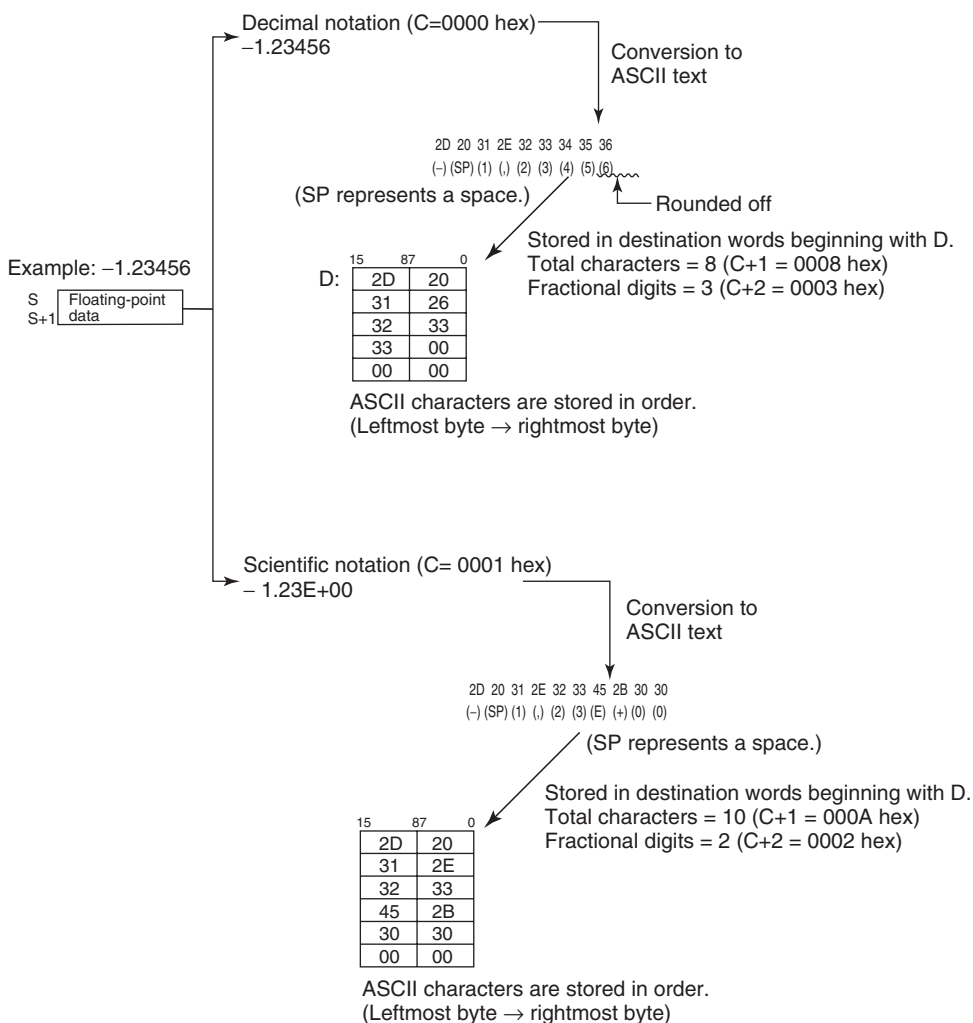 Decimal notation (C=0000 hex)
−1.23456
Conversion to
ASCII text
2D 20 31 2E 32 33 34 35 36
(−) (SP) (1) (,) (2) (3) (4) (5) (6)
(SP represents a space.)
Rounded off
Stored in destination words beginning with D.
Total characters = 8 (C+1 = 0008 hex)
Fractional digits = 3 (C+2 = 0003 hex)
Example: −1.23456
S
S+1
Floating-point
data
15 87 0
D:
2D 20
31 26
32 33
33 00
00 00
ASCII characters are stored in order.
(Leftmost byte → rightmost byte)
Scientific notation (C= 0001 hex)
− 1.23E+00
Conversion to
ASCII text
2D 20 31 2E 32 33 45 2B 30 30
(−) (SP) (1) (,) (2) (3) (E) (+) (0) (0)
(SP represents a space.)
Stored in destination words beginning with D.
Total characters = 10 (C+1 = 000A hex)
Fractional digits = 2 (C+2 = 0002 hex)
15 87 0
2D 20
31 2E
32 33
45 2B
30 30
00 00
ASCII characters are stored in order.
(Leftmost byte → rightmost byte)